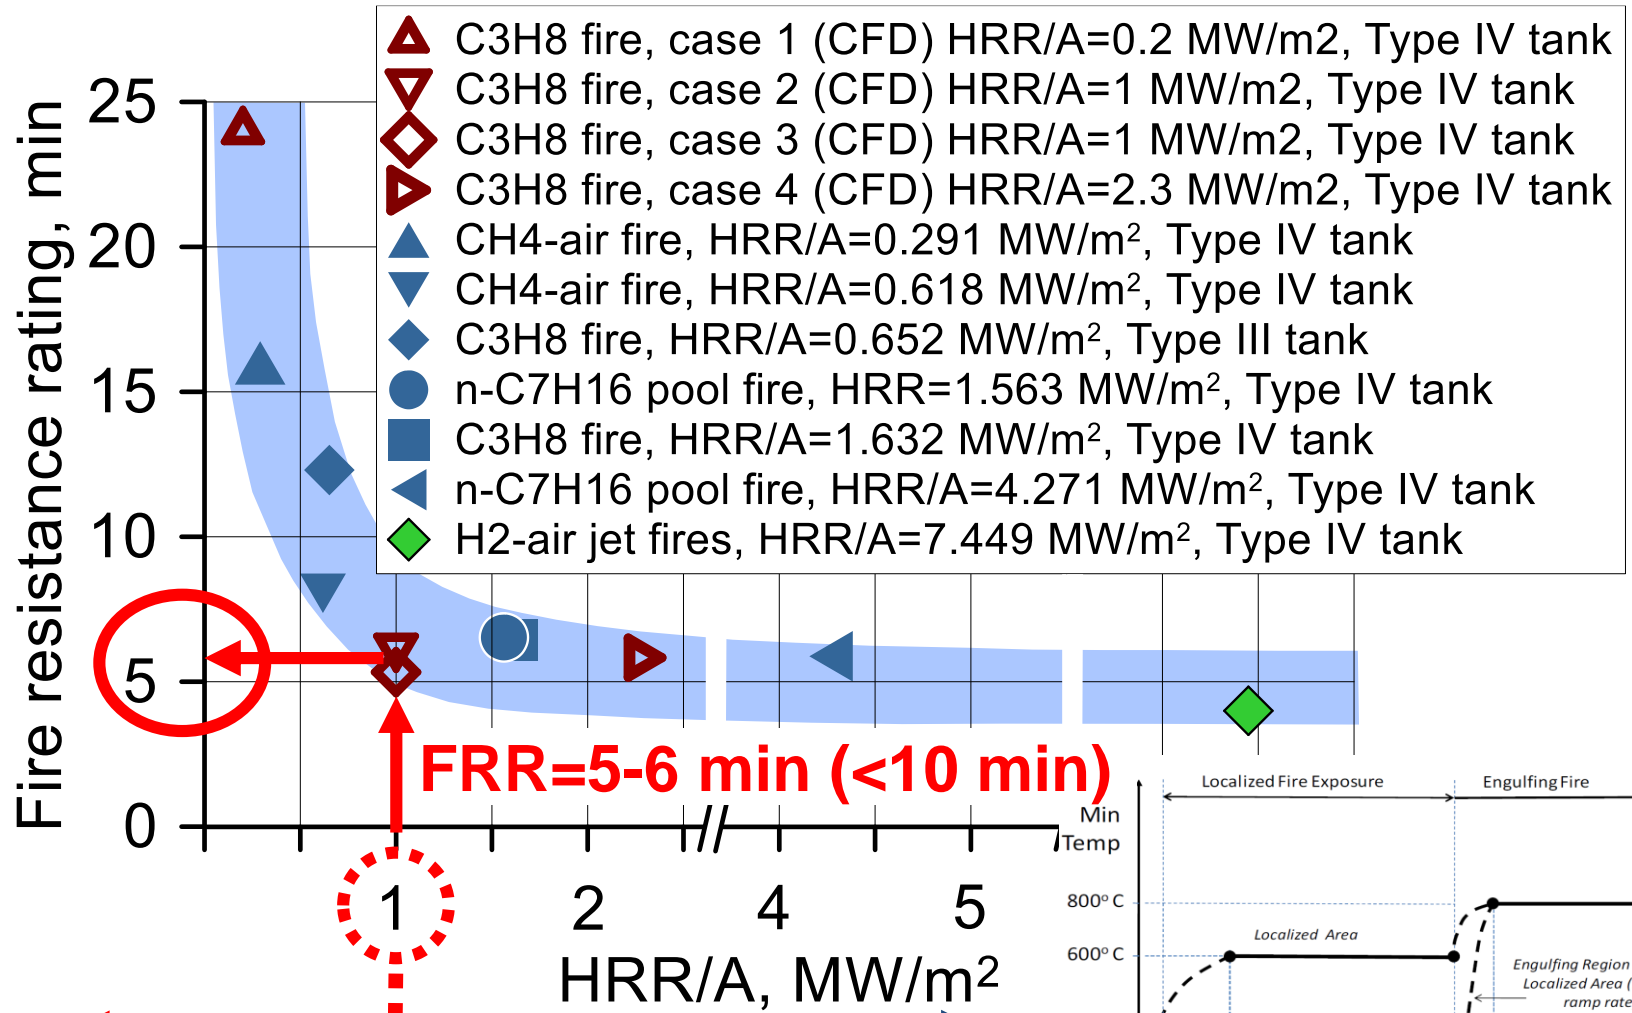 C3H8 fire, case 1 (CFD) HRR/A=0.2 MW/m2, Type IV tank
C3H8 fire, case 2 (CFD) HRR/A=1 MW/m2, Type IV tank
C3H8 fire, case 3 (CFD) HRR/A=1 MW/m2, Type IV tank
C3H8 fire, case 4 (CFD) HRR/A=2.3 MW/m2, Type IV tank
CH4-air fire, HRR/A=0.291 MW/m², Type IV tank
CH4-air fire, HRR/A=0.618 MW/m², Type IV tank
C3H8 fire, HRR/A=0.652 MW/m², Type III tank
n-C7H16 pool fire, HRR=1.563 MW/m², Type IV tank
C3H8 fire, HRR/A=1.632 MW/m², Type IV tank
n-C7H16 pool fire, HRR/A=4.271 MW/m², Type IV tank
H2-air jet fires, HRR/A=7.449 MW/m², Type IV tank
Fire resistance rating, min
25
20
15
10
5
0
FRR=5-6 min (<10 min)
1
2
4
5
HRR/A, MW/m²
Localized Fire Exposure
Engulfing Fire
Min
Temp
800° C
600° C
Localized Area
Engulfing Region
Localized Area (
ramp rate